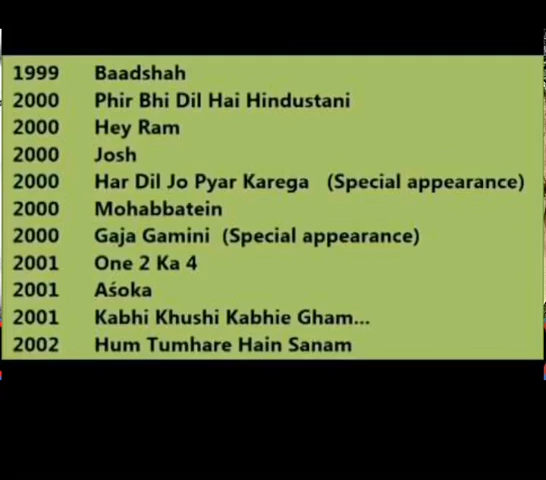 1999 Baadshah
2000 Phir Bhi Dil Hai Hindustani
2000 Hey Ram
2000 Josh
2000 Har Dil Jo Pyar Karega (Special appearance)
2000 Mohabbatein
2000 Gaja Gamini (Special appearance)
2001 One 2 Ka 4
2001 Aśoka
2001 Kabhi Khushi Kabhie Gham...
2002 Hum Tumhare Hain Sanam